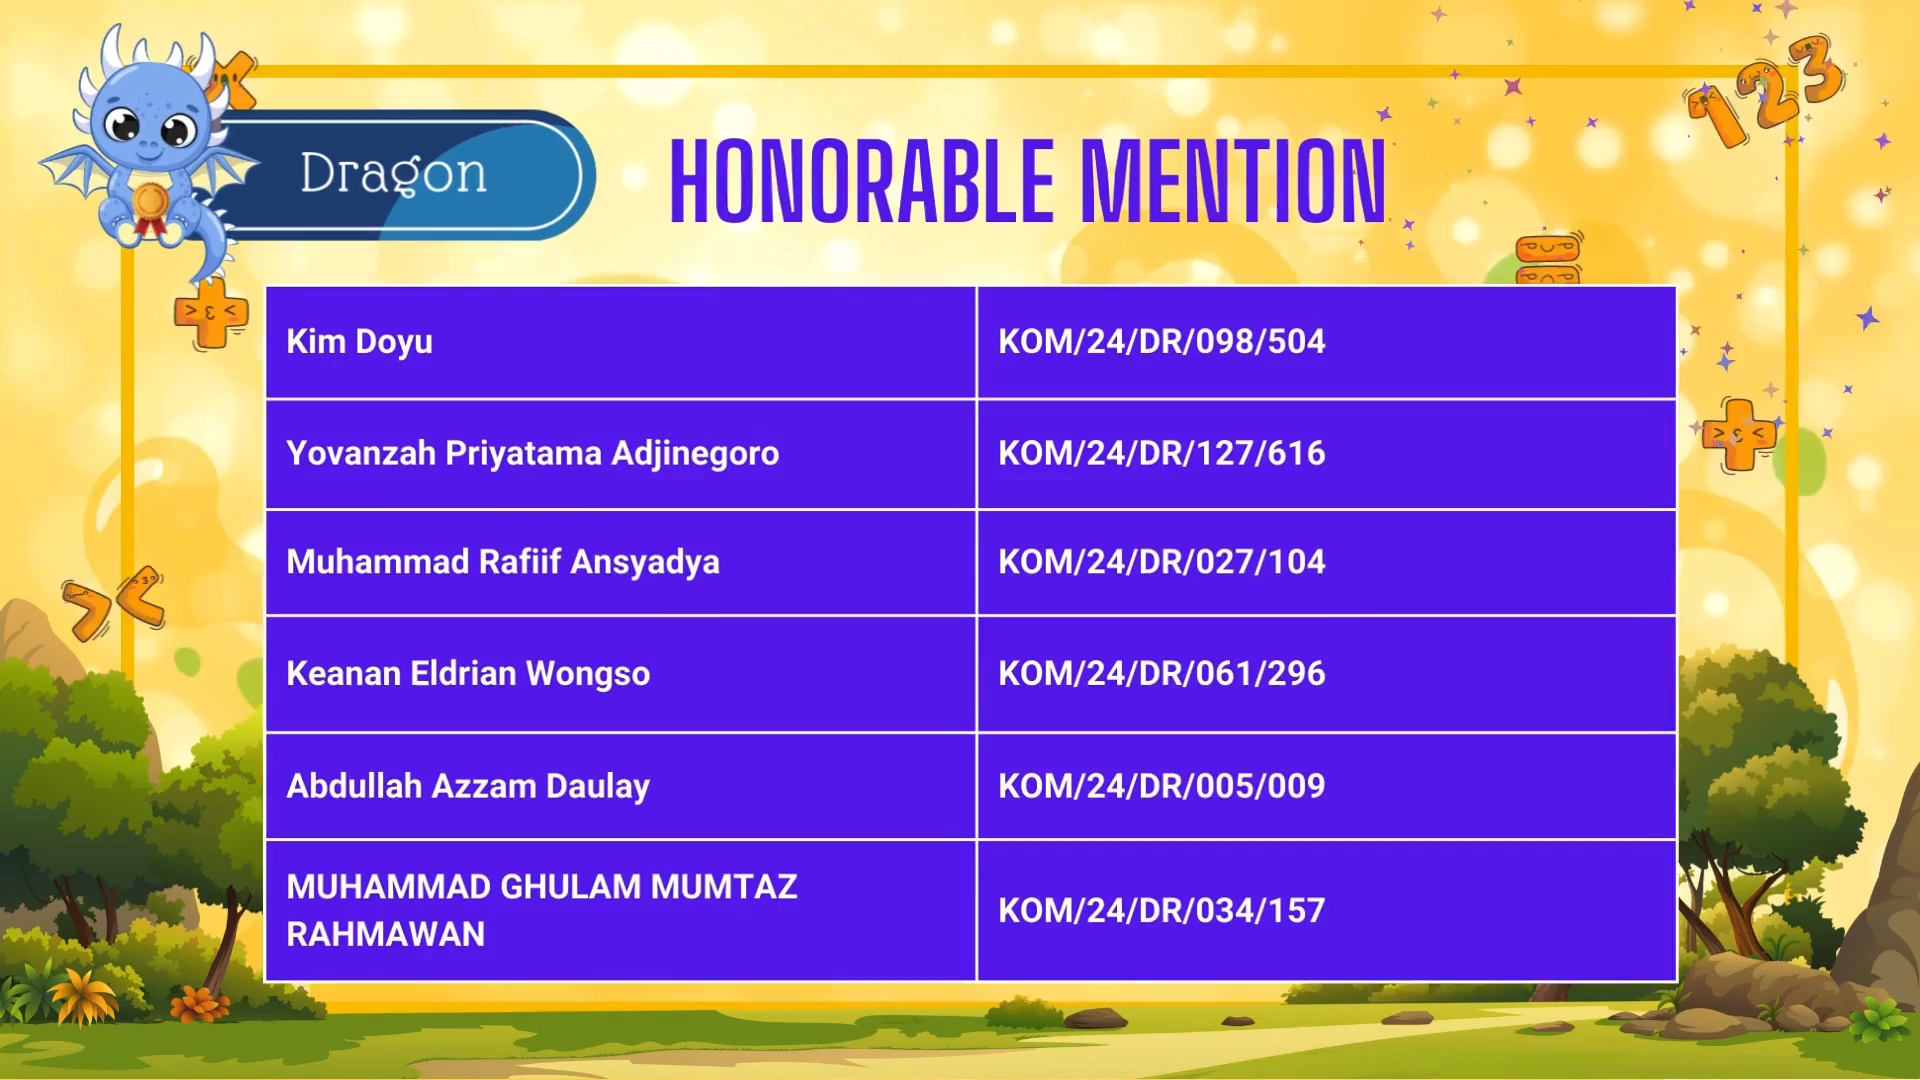 Dragon
HONORABLE MENTION
123
Kim Doyu
KOM/24/DR/098/504
Yovanzah Priyatama Adjinegoro
KOM/24/DR/127/616
Muhammad Rafiif Ansyadya
KOM/24/DR/027/104
Keanan Eldrian Wongso
KOM/24/DR/061/296
Abdullah Azzam Daulay
KOM/24/DR/005/009
MUHAMMAD GHULAM MUMTAZ
RAHMAWAN
KOM/24/DR/034/157